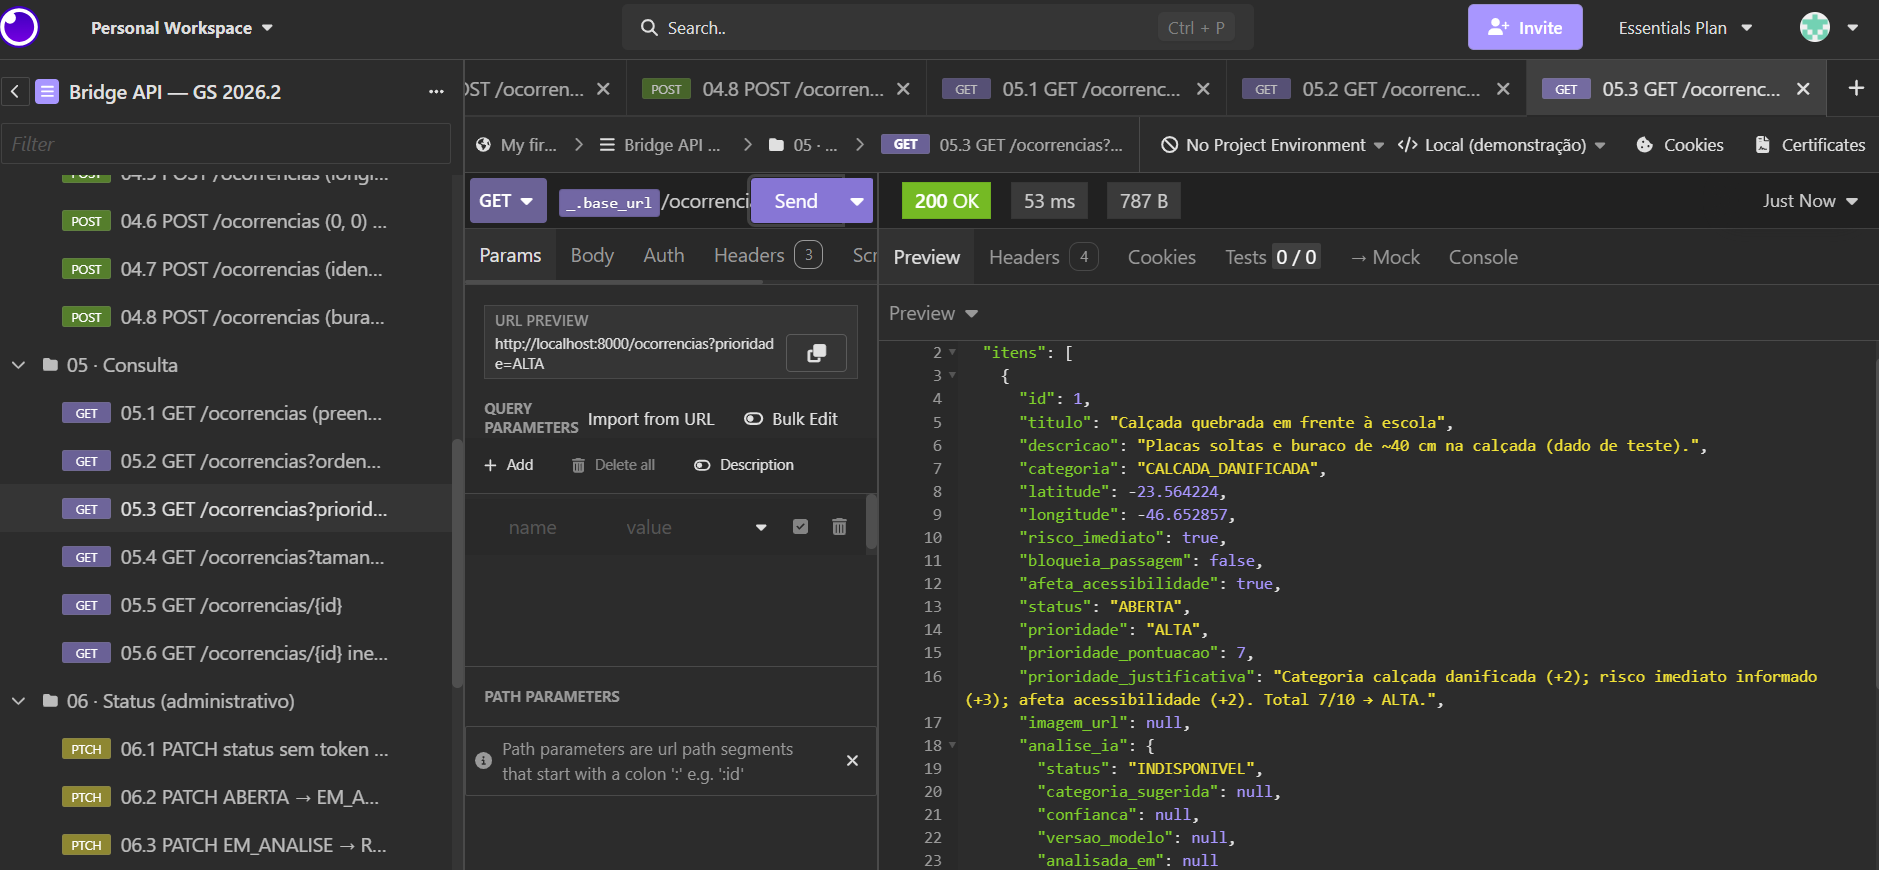 Personal Workspace
Search..
Ctrl + P
Invite
Essentials Plan
Bridge API — GS 2026.2
OST /ocorren...
POST 04.8 POST /ocorren...
GET 05.1 GET /ocorrenc...
GET 05.2 GET /ocorrenc...
GET 05.3 GET /ocorrenc...
Filter
My fir...
Bridge API ...
05 · ...
GET 05.3 GET /ocorrencias?...
No Project Environment
Local (demonstração)
Cookies
Certificates
POST 04.5 POST /ocorrencias (longi...
POST 04.6 POST /ocorrencias (0, 0) ...
POST 04.7 POST /ocorrencias (iden...
POST 04.8 POST /ocorrencias (bura...
05 · Consulta
GET 05.1 GET /ocorrencias (preen...
GET 05.2 GET /ocorrencias?orden...
GET 05.3 GET /ocorrencias?priorid...
GET 05.4 GET /ocorrencias?taman...
GET 05.5 GET /ocorrencias/{id}
GET 05.6 GET /ocorrencias/{id} ine...
06 · Status (administrativo)
PTCH 06.1 PATCH status sem token ...
PTCH 06.2 PATCH ABERTA → EM_A...
PTCH 06.3 PATCH EM_ANALISE → R...
GET
_.base_url /ocorrencia
Send
Params
Body
Auth
Headers 3
Scr
URL PREVIEW
http://localhost:8000/ocorrencias?prioridad
e=ALTA
QUERY
PARAMETERS
Import from URL
Bulk Edit
Add
Delete all
Description
name
value
PATH PARAMETERS
Path parameters are url path segments
that start with a colon ':' e.g. ':id'
200 OK
53 ms
787 B
Just Now
Preview
Headers 4
Cookies
Tests 0 / 0
→ Mock
Console
Preview
2 "itens": [
3 {
4 "id": 1,
5 "titulo": "Calçada quebrada em frente à escola",
6 "descricao": "Placas soltas e buraco de ~40 cm na calçada (dado de teste).",
7 "categoria": "CALCADA_DANIFICADA",
8 "latitude": -23.564224,
9 "longitude": -46.652857,
10 "risco_imediato": true,
11 "bloqueia_passagem": false,
12 "afeta_acessibilidade": true,
13 "status": "ABERTA",
14 "prioridade": "ALTA",
15 "prioridade_pontuacao": 7,
16 "prioridade_justificativa": "Categoria calçada danificada (+2); risco imediato informado
(+3); afeta acessibilidade (+2). Total 7/10 → ALTA.",
17 "imagem_url": null,
18 "analise_ia": {
19 "status": "INDISPONIVEL",
20 "categoria_sugerida": null,
21 "confianca": null,
22 "versao_modelo": null,
23 "analisada_em": null